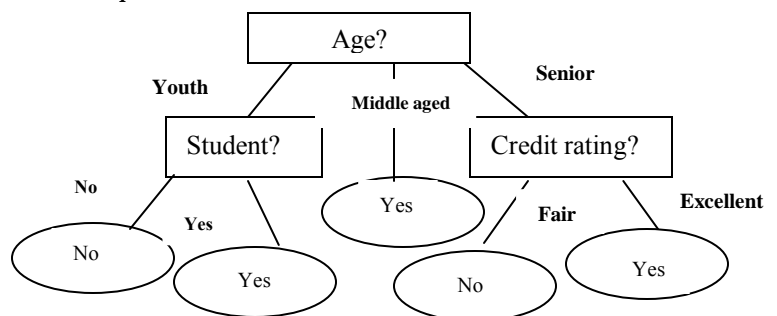 Age?
Youth
Middle aged
Senior
Student?
Credit rating?
No
Yes
Yes
Fair
Excellent
No
Yes
No
Yes